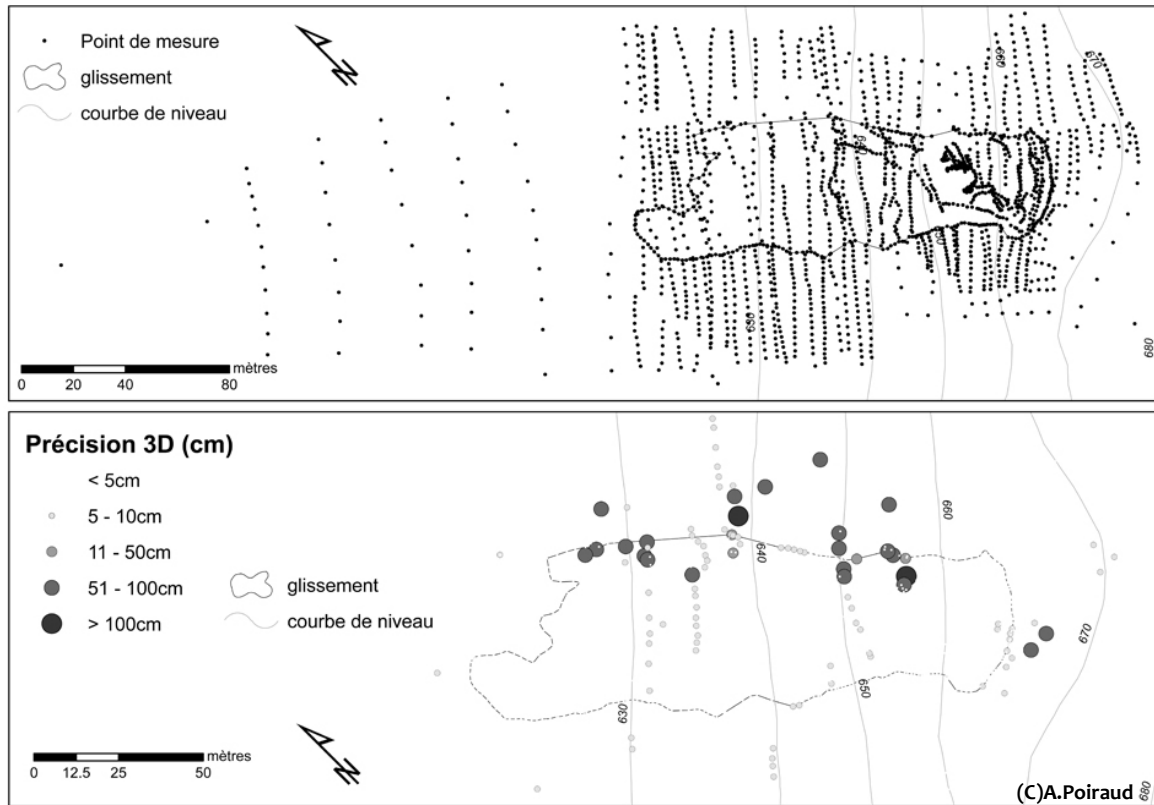 Point de mesure
glissement
courbe de niveau
N
660
670
640
650
630
680
mètres
0 20 40 80
Précision 3D (cm)
< 5cm
5 - 10cm
11 - 50cm
51 - 100cm
> 100cm
glissement
courbe de niveau
660
640
670
650
630
N
mètres
0 12.5 25 50
680
(C)A.Poiraud